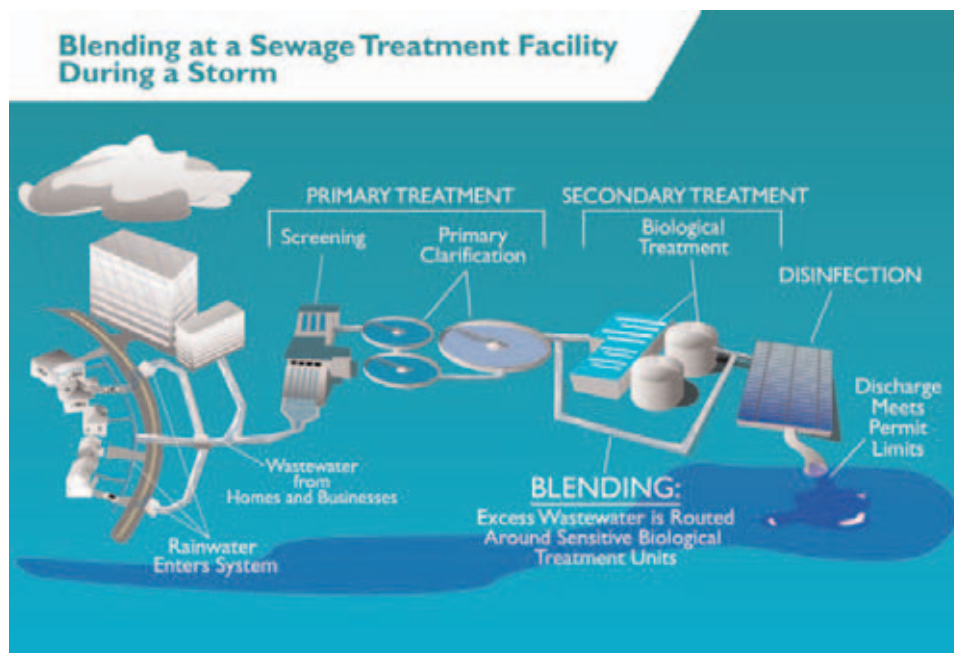 Blending at a Sewage Treatment Facility
During a Storm
PRIMARY TREATMENT
SECONDARY TREATMENT
Screening
Primary
Clarification
Biological
Treatment
DISINFECTION
Discharge
Meets
Permit
Limits
Wastewater
from
Homes and Businesses
Rainwater
Enters System
BLENDING:
Excess Wastewater is Routed
Around Sensitive Biological
Treatment Units